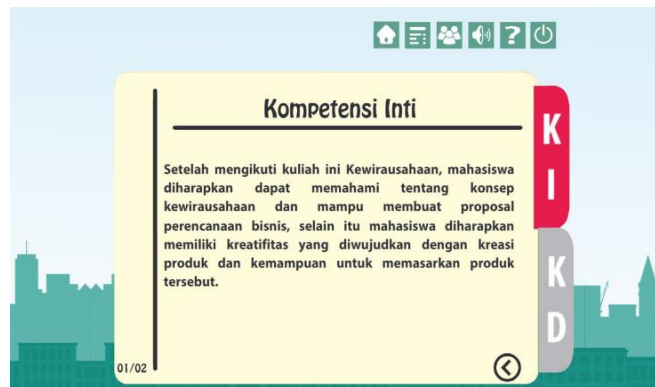 ?
Kompetensi Inti
K
I
Setelah mengikuti kuliah ini Kewirausahaan, mahasiswa
diharapkan dapat memahami tentang konsep
kewirausahaan dan mampu membuat proposal
perencanaan bisnis, selain itu mahasiswa diharapkan
memiliki kreatifitas yang diwujudkan dengan kreasi
produk dan kemampuan untuk memasarkan produk
tersebut.
K
D
01/02